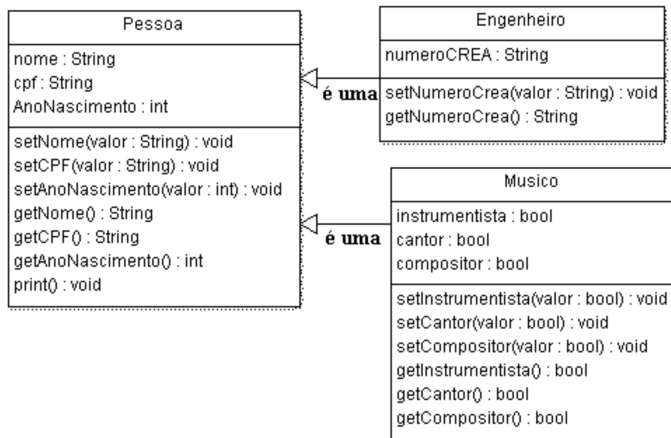 Pessoa
nome : String
cpf : String
AnoNascimento : int
setNome(valor : String) : void
setCPF(valor : String) : void
setAnoNascimento(valor : int) : void
getNome() : String
getCPF() : String
getAnoNascimento() : int
print() : void
é uma
é uma
Engenheiro
numeroCREA : String
setNumeroCrea(valor : String) : void
getNumeroCrea() : String
Musico
instrumentista : bool
cantor : bool
compositor : bool
setInstrumentista(valor : bool) : void
setCantor(valor : bool) : void
setCompositor(valor : bool) : void
getInstrumentista() : bool
getCantor() : bool
getCompositor() : bool